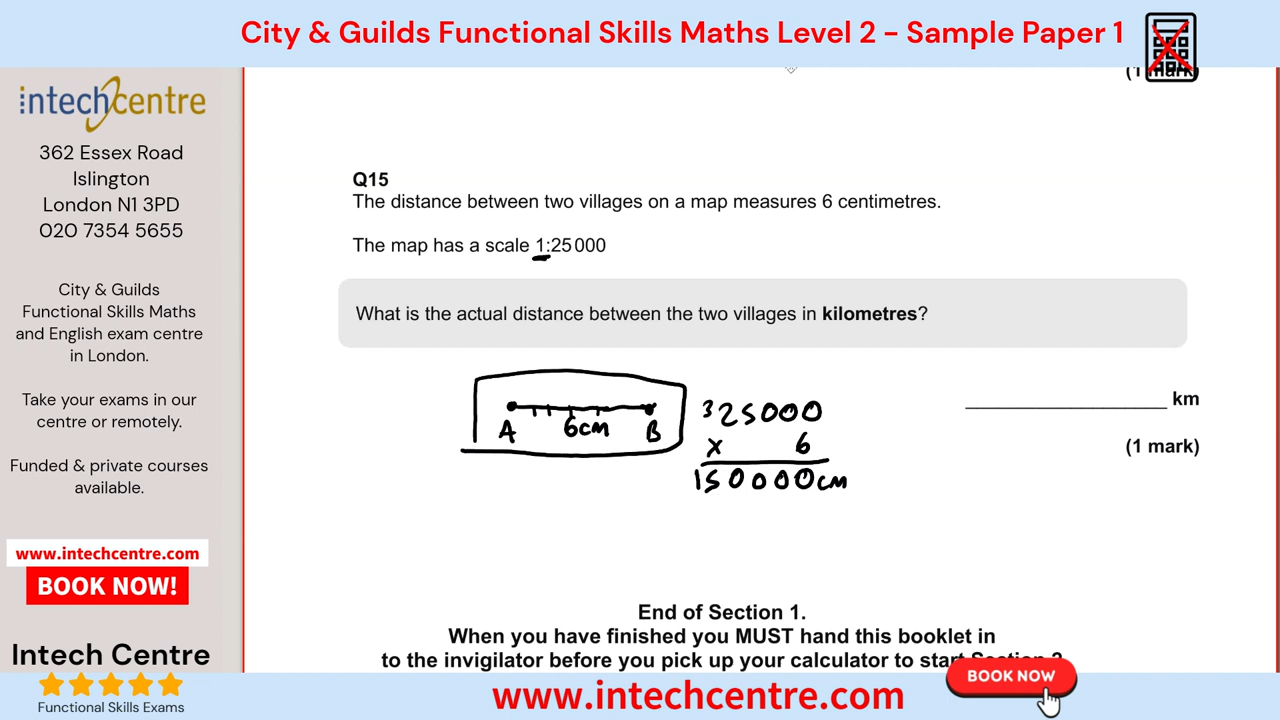 City & Guilds Functional Skills Maths Level 2 - Sample Paper 1
(1 mark)
intechcentre
362 Essex Road
Islington
London N1 3PD
020 7354 5655
City & Guilds
Functional Skills Maths
and English exam centre
in London.
Take your exams in our
centre or remotely.
Funded & private courses
available.
www.intechcentre.com
BOOK NOW!
Intech Centre
Functional Skills Exams
Q15
The distance between two villages on a map measures 6 centimetres.
The map has a scale 1:25 000
What is the actual distance between the two villages in kilometres?
A 6cm B
325000
x 6
150000cm
km
(1 mark)
End of Section 1.
When you have finished you MUST hand this booklet in
to the invigilator before you pick up your calculator to start Section 2
BOOK NOW
www.intechcentre.com